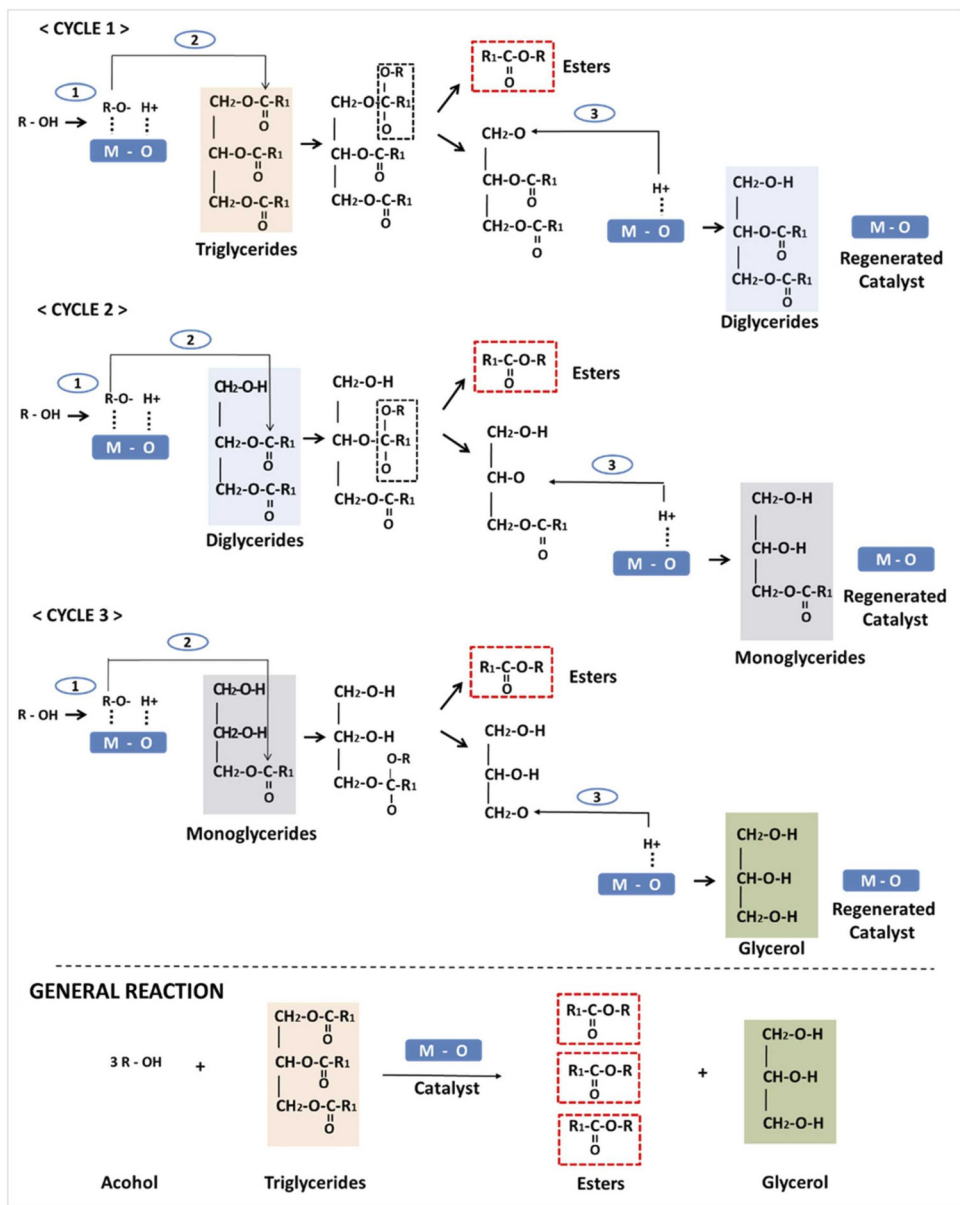 < CYCLE 1 >
2
1
R - OH
R-O- H+
M - O
CH2-O-C-R1
O
CH-O-C-R1
O
CH2-O-C-R1
O
Triglycerides
O-R
CH2-O-C-R1
O
CH-O-C-R1
O
CH2-O-C-R1
O
R1-C-O-R
O
Esters
3
CH2-O
CH-O-C-R1
O
CH2-O-C-R1
O
H+
M - O
CH2-O-H
CH-O-C-R1
O
CH2-O-C-R1
O
Diglycerides
M - O
Regenerated
Catalyst
< CYCLE 2 >
2
1
R - OH
R-O- H+
M - O
CH2-O-H
CH2-O-C-R1
O
CH2-O-C-R1
O
Diglycerides
CH2-O-H
O-R
CH-O-C-R1
O
CH2-O-C-R1
O
R1-C-O-R
O
Esters
3
CH2-O-H
CH-O
CH2-O-C-R1
O
H+
M - O
CH2-O-H
CH-O-H
CH2-O-C-R1
O
Monoglycerides
M - O
Regenerated
Catalyst
< CYCLE 3 >
2
1
R - OH
R-O- H+
M - O
CH2-O-H
CH2-O-H
CH2-O-C-R1
O
Monoglycerides
CH2-O-H
CH2-O-H
O-R
CH2-O-C-R1
O
R1-C-O-R
O
Esters
CH2-O-H
CH-O-H
CH2-O
3
H+
M - O
CH2-O-H
CH-O-H
CH2-O-H
Glycerol
M - O
Regenerated
Catalyst
GENERAL REACTION
3 R - OH
+
CH2-O-C-R1
O
CH-O-C-R1
O
CH2-O-C-R1
O
M - O
Catalyst
R1-C-O-R
O
R1-C-O-R
O
R1-C-O-R
O
+
CH2-O-H
CH-O-H
CH2-O-H
Acohol
Triglycerides
Esters
Glycerol